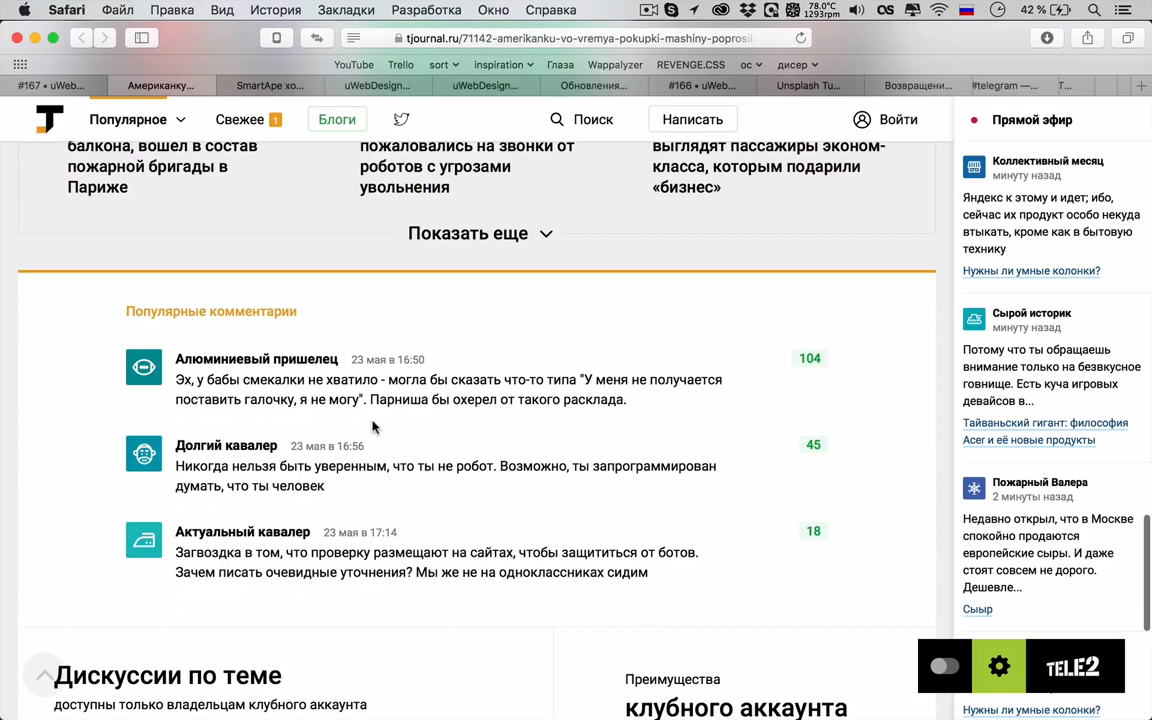 Safari Файл Правка Вид История Закладки Разработка Окно Справка 78.0°C 1293rpm OS 42 %
tjournal.ru/71142-amerikanku-vo-vremya-pokupki-mashiny-poprosil
YouTube Trello sort inspiration Глаза Wappalyzer REVENGE.CSS ос дисер
#167 • uWeb... Американку... SmartApe хо... uWebDesign... uWebDesign... Обновления... #166 • uWeb... Unsplash Tu... Возвращени... #telegram —... Т...
Популярное Свежее 1 Блоги Поиск Написать Войти
балкона, вошел в состав
пожарной бригады в
Париже
пожаловались на звонки от
роботов с угрозами
увольнения
выглядят пассажиры эконом-
класса, которым подарили
«бизнес»
Показать еще
Популярные комментарии
Алюминиевый пришелец 23 мая в 16:50 104
Эх, у бабы смекалки не хватило - могла бы сказать что-то типа "У меня не получается
поставить галочку, я не могу". Парниша бы охерел от такого расклада.
Долгий кавалер 23 мая в 16:56 45
Никогда нельзя быть уверенным, что ты не робот. Возможно, ты запрограммирован
думать, что ты человек
Актуальный кавалер 23 мая в 17:14 18
Загвоздка в том, что проверку размещают на сайтах, чтобы защититься от ботов.
Зачем писать очевидные уточнения? Мы же не на одноклассниках сидим
Дискуссии по теме
доступны только владельцам клубного аккаунта
Преимущества
клубного аккаунта
Прямой эфир
Коллективный месяц
минуту назад
Яндекс к этому и идет; ибо,
сейчас их продукт особо некуда
втыкать, кроме как в бытовую
технику
Нужны ли умные колонки?
Сырой историк
минуту назад
Потому что ты обращаешь
внимание только на безвкусное
говнище. Есть куча игровых
девайсов в...
Тайваньский гигант: философия
Acer и её новые продукты
Пожарный Валера
2 минуты назад
Недавно открыл, что в Москве
спокойно продаются
европейские сыры. И даже
стоят совсем не дорого.
Дешевле...
Сыыр
TELE2
Нужны ли умные колонки?